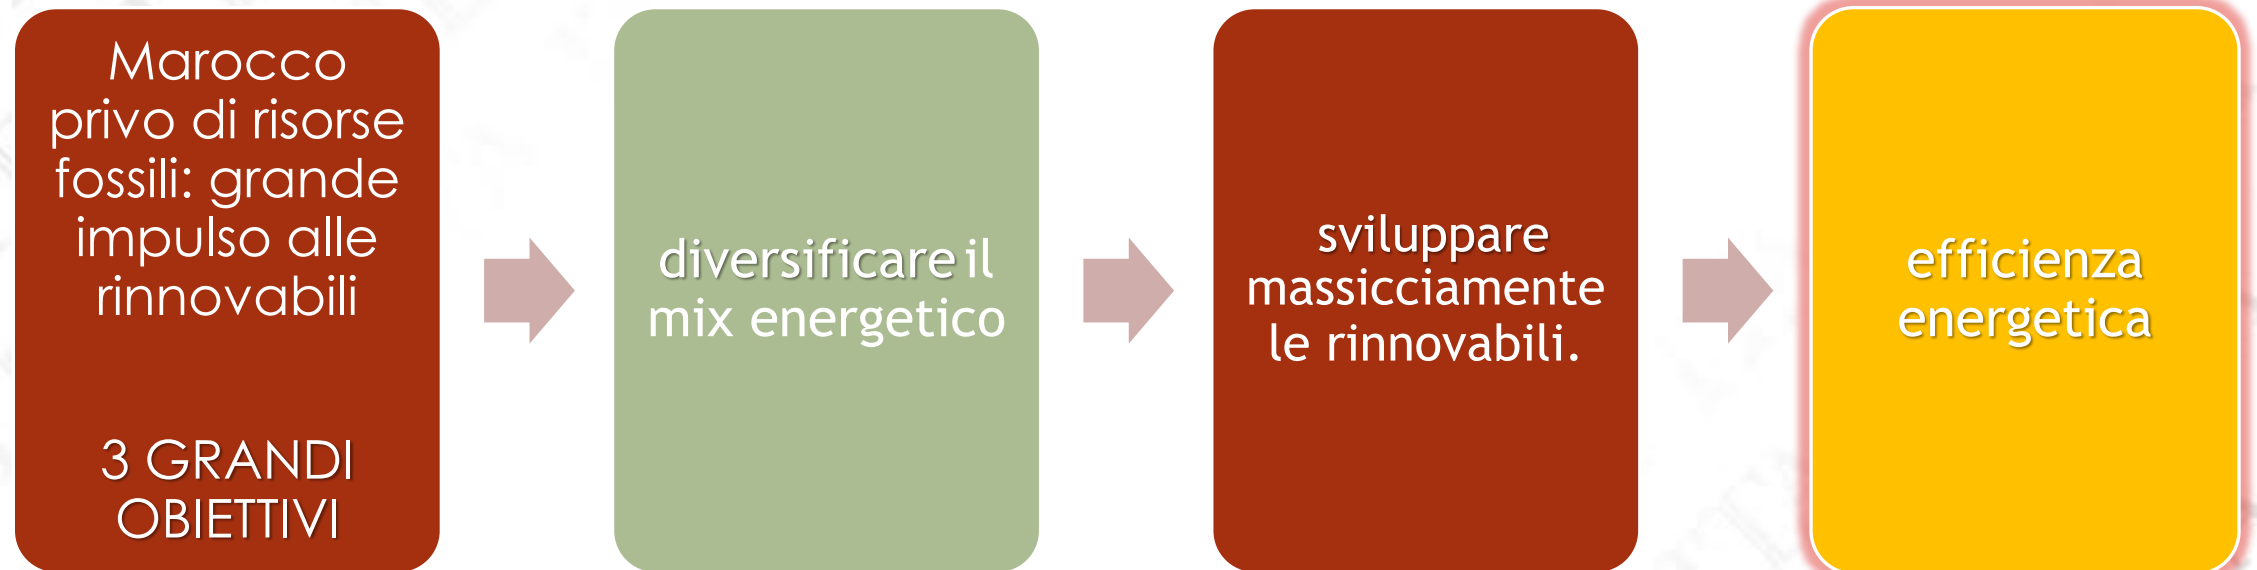 Marocco
privo di risorse
fossili: grande
impulso alle
rinnovabili
3 GRANDI
OBIETTIVI
diversificare il
mix energetico
sviluppare
massicciamente
le rinnovabili.
efficienza
energetica